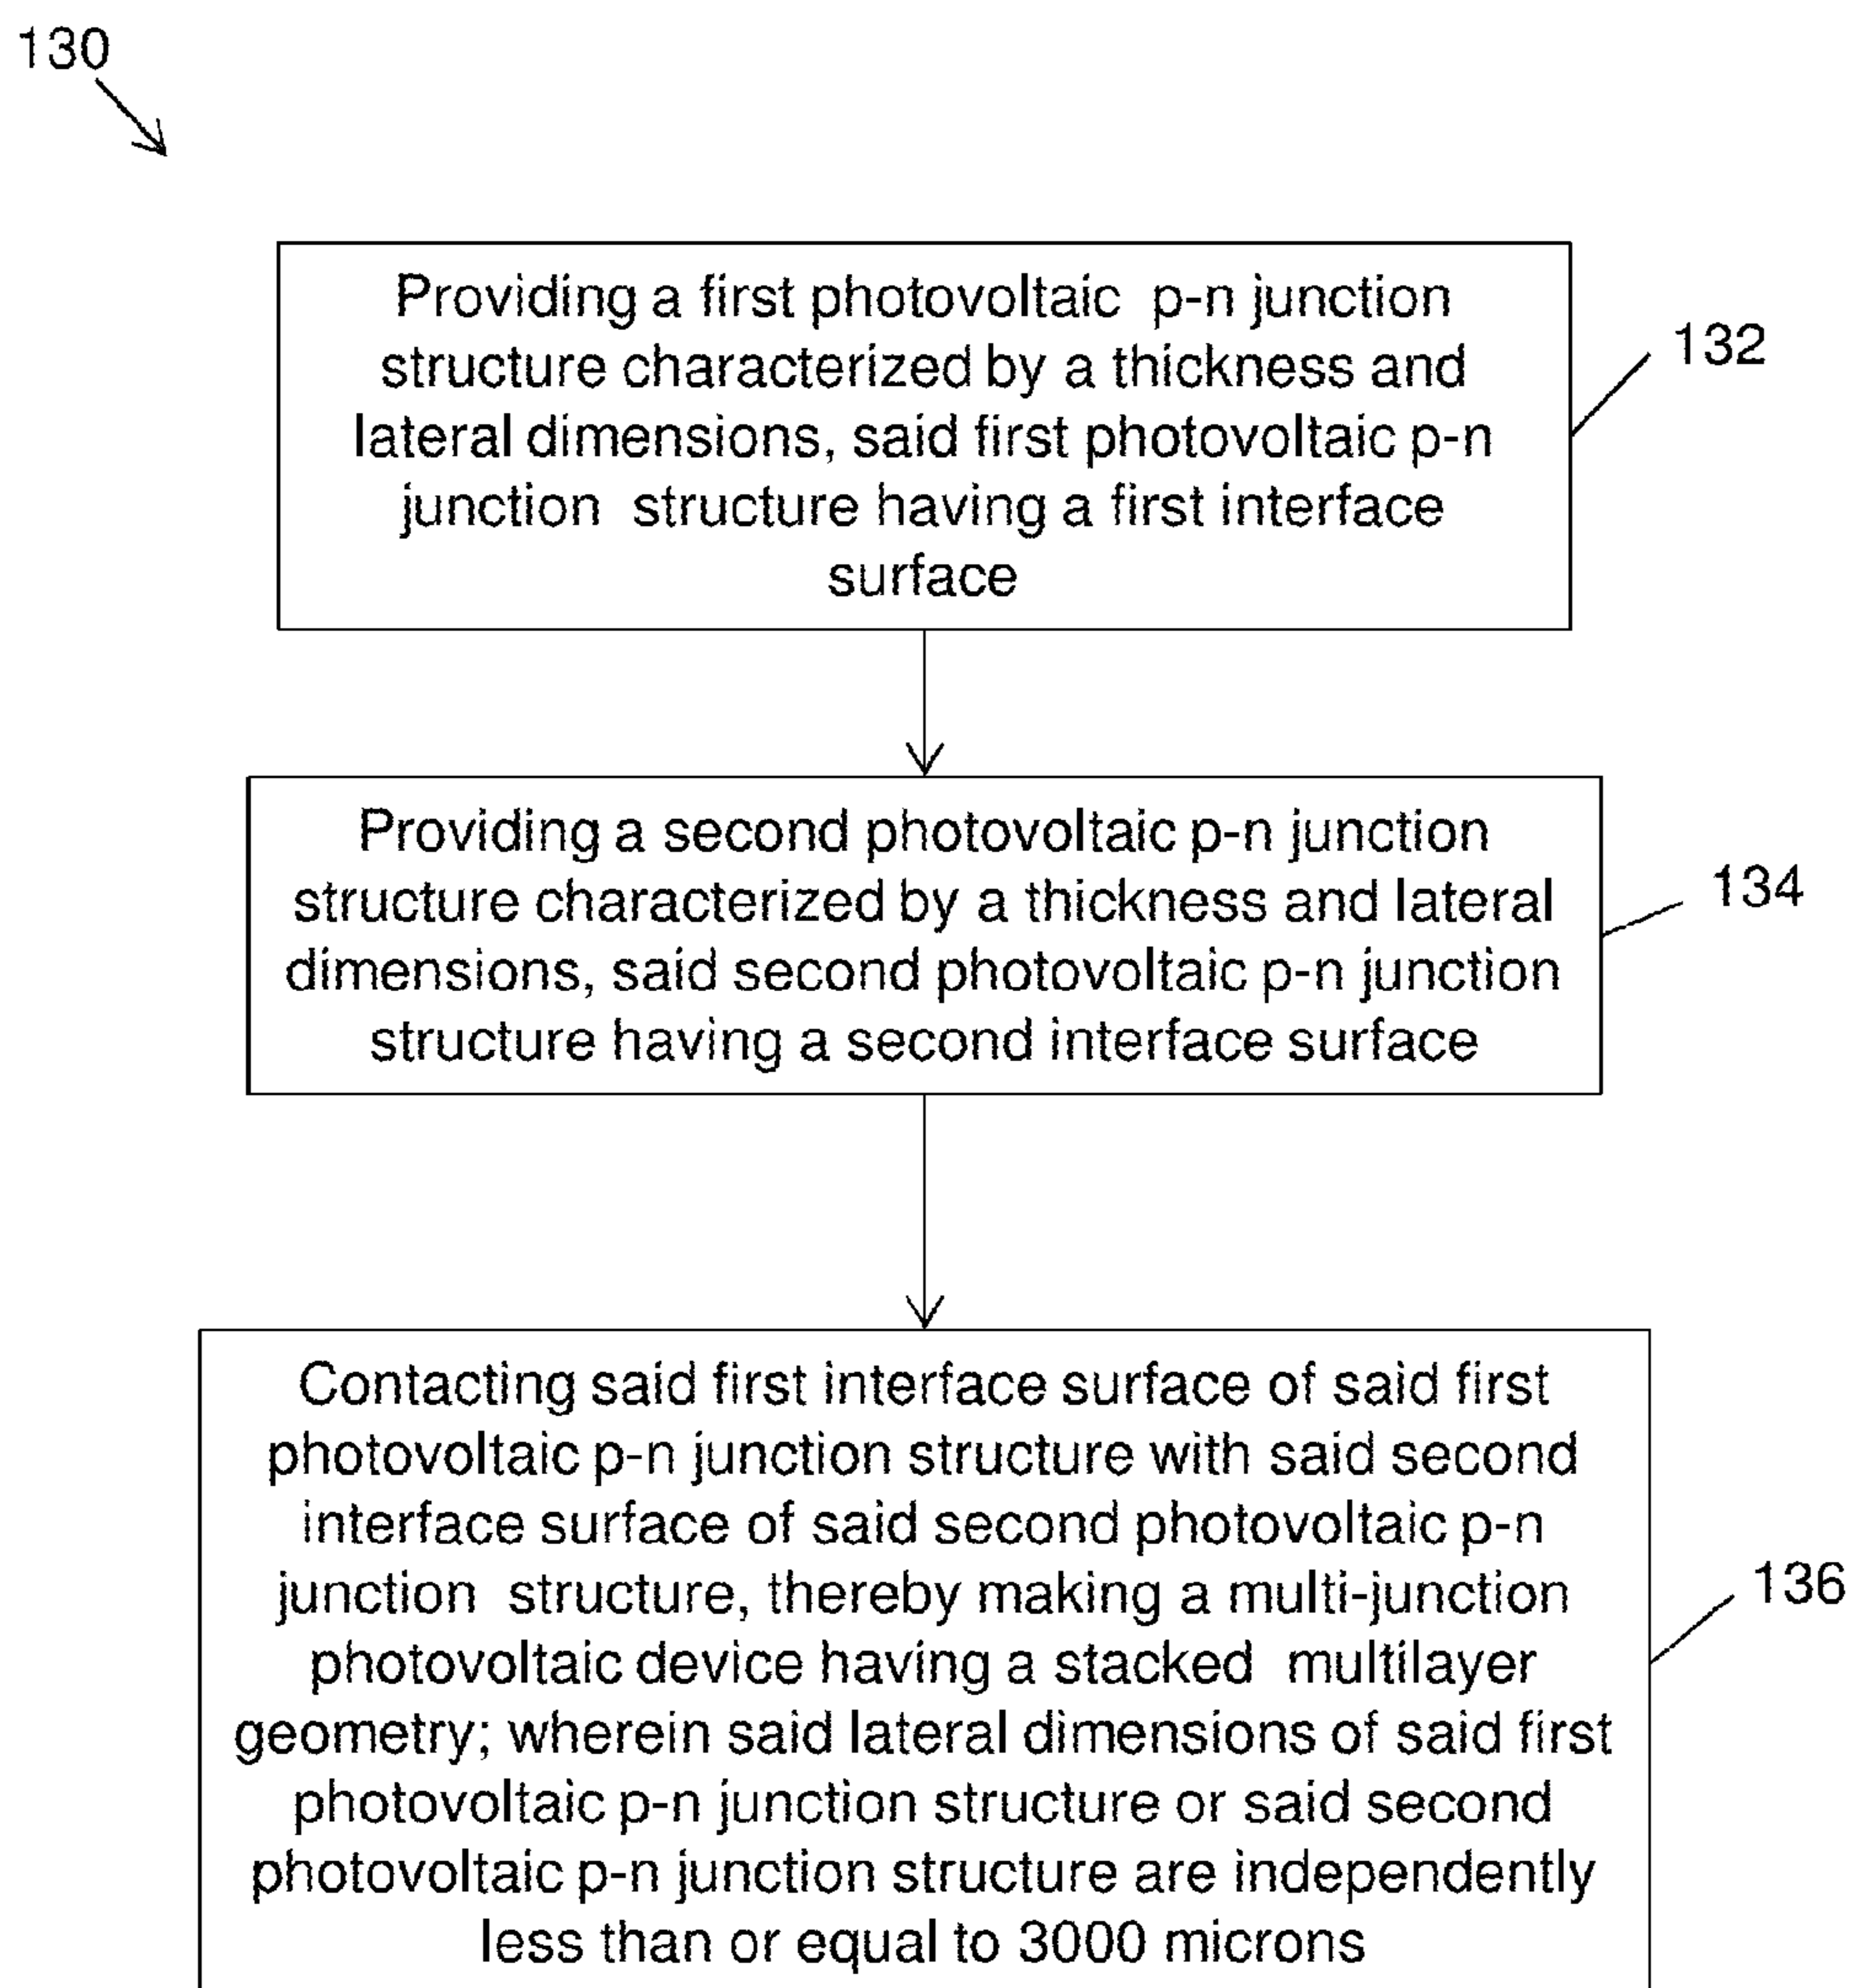 130
Providing a first photovoltaic p-n junction
structure characterized by a thickness and
lateral dimensions, said first photovoltaic p-n
junction structure having a first interface
surface
132
Providing a second photovoltaic p-n junction
structure characterized by a thickness and lateral
dimensions, said second photovoltaic p-n junction
structure having a second interface surface
134
Contacting said first interface surface of said first
photovoltaic p-n junction structure with said second
interface surface of said second photovoltaic p-n
junction structure, thereby making a multi-junction
photovoltaic device having a stacked multilayer
geometry; wherein said lateral dimensions of said first
photovoltaic p-n junction structure or said second
photovoltaic p-n junction structure are independently
less than or equal to 3000 microns
136